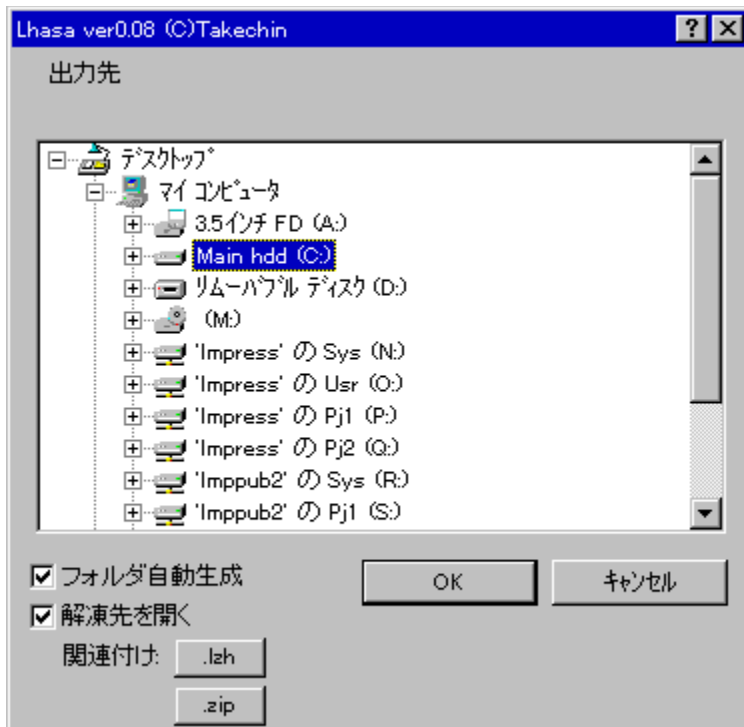 Lhasa ver0.08 (C)Takechin
出力先
ﾃﾞｽｸﾄｯﾌﾟ
ﾏｲ ｺﾝﾋﾟｭｰﾀ
3.5ｲﾝﾁ FD (A:)
Main hdd (C:)
ﾘﾑｰﾊﾞﾌﾞﾙ ﾃﾞｨｽｸ (D:)
(M:)
'Impress' の Sys (N:)
'Impress' の Usr (O:)
'Impress' の Pj1 (P:)
'Impress' の Pj2 (Q:)
'Imppub2' の Sys (R:)
'Imppub2' の Pj1 (S:)
フォルダ自動生成
OK ｷｬﾝｾﾙ
解凍先を開く
関連付け: .lzh
.zip